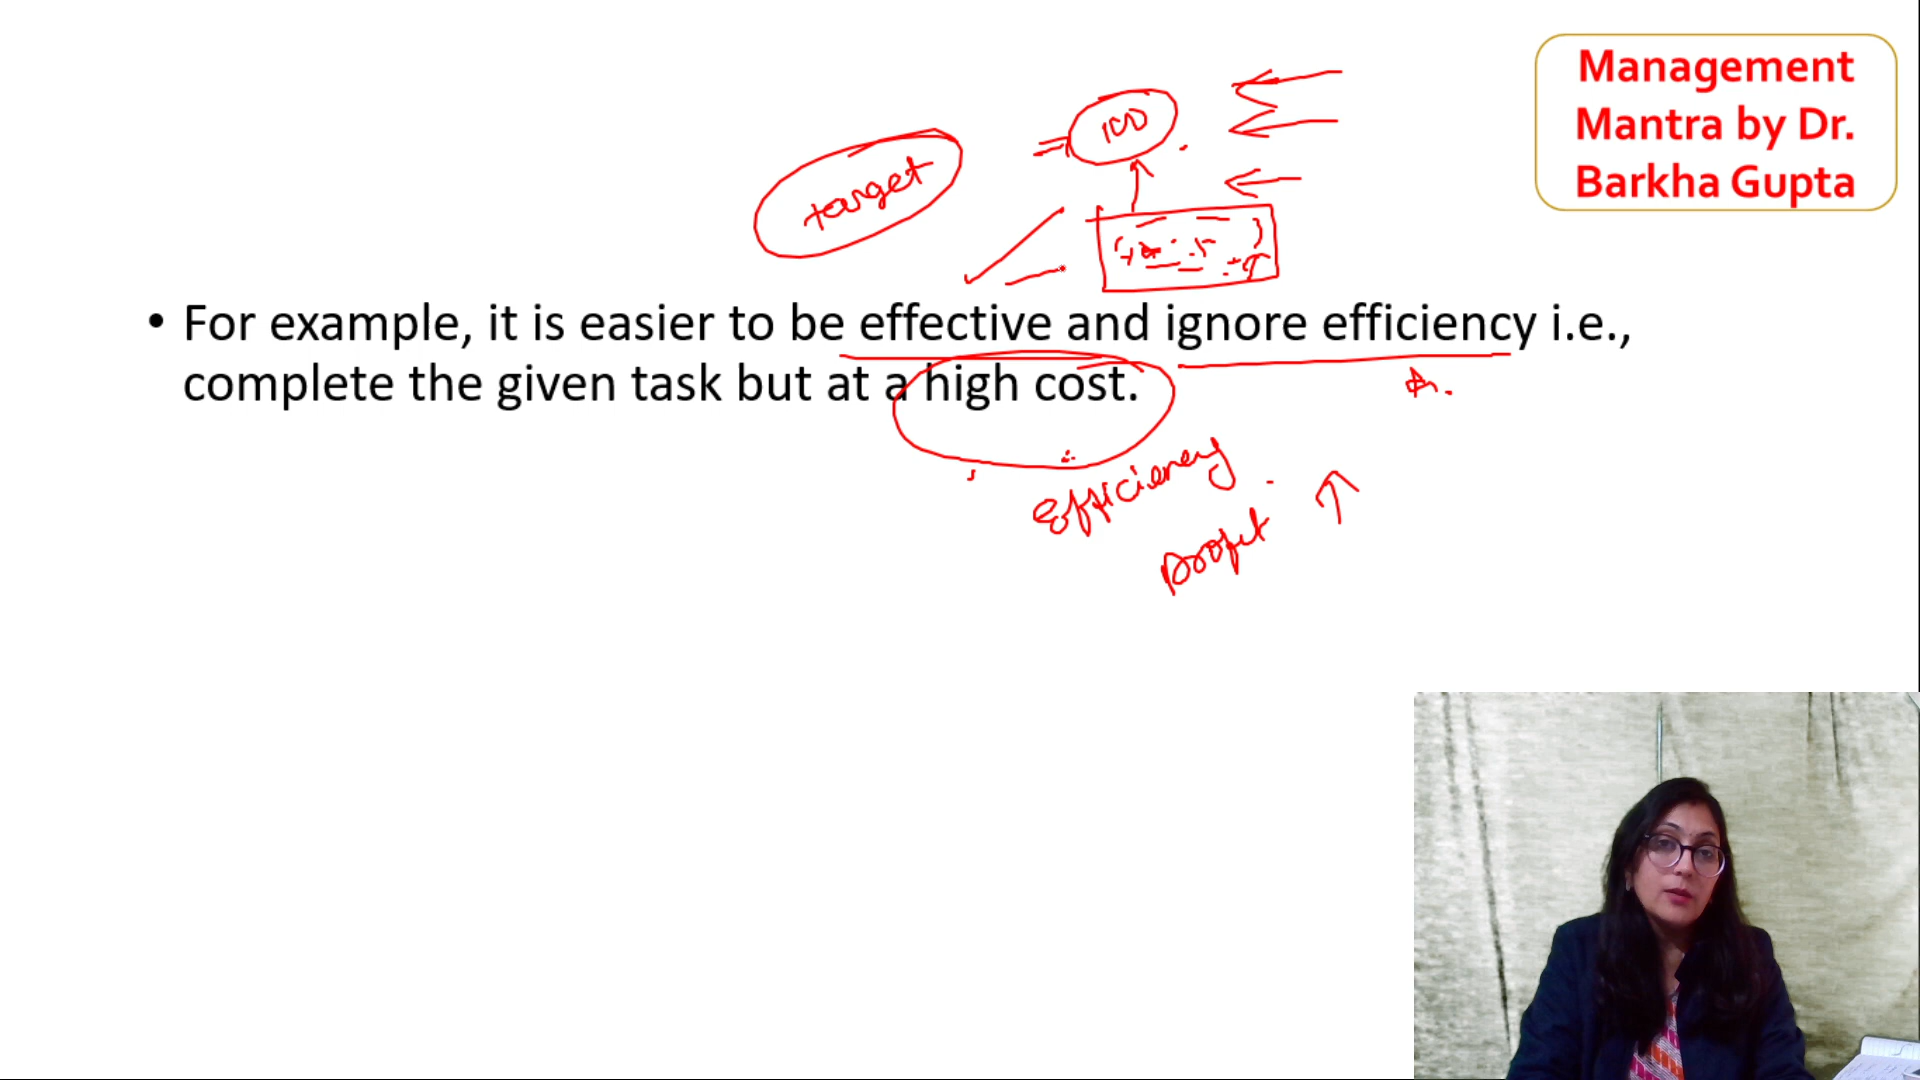 Management
Mantra by Dr.
Barkha Gupta
100
target
• For example, it is easier to be effective and ignore efficiency i.e.,
complete the given task but at a high cost.
Efficiency
Profit